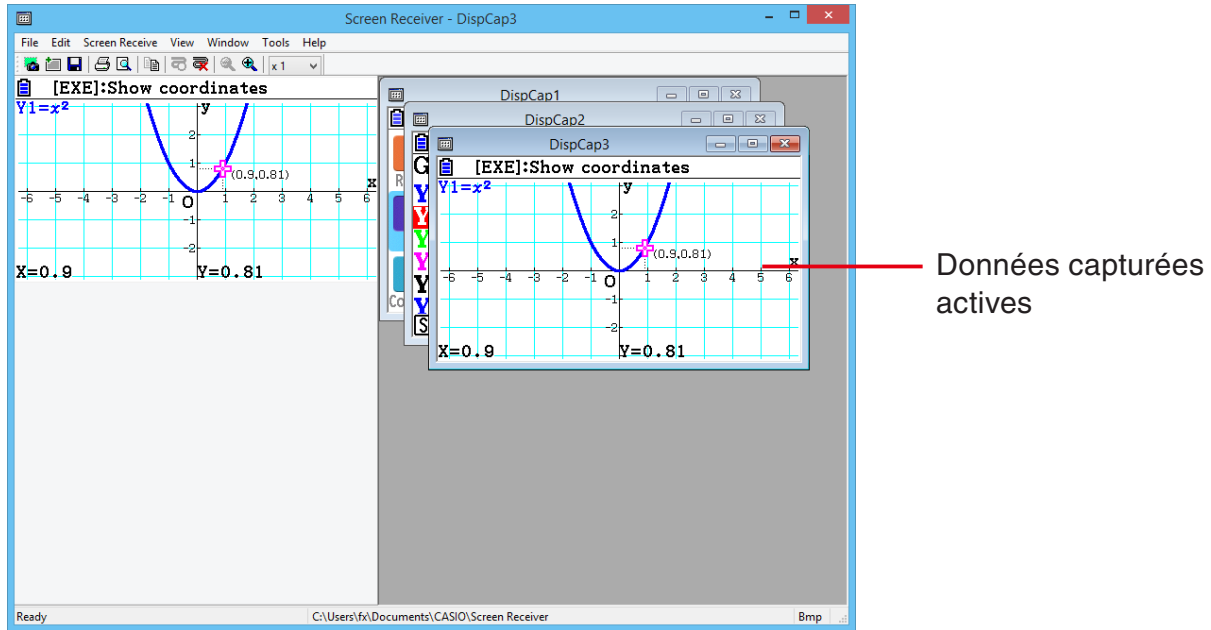 Screen Receiver - DispCap3
File Edit Screen Receive View Window Tools Help
x 1
[EXE]:Show coordinates
Y1=x²
y
2
1
(0.9,0.81)
x
-6 -5 -4 -3 -2 -1 O 1 2 3 4 5 6
-1
-2
X=0.9 Y=0.81
DispCap1
R
Co
DispCap2
G
Y
Y
Y
Y
Y
Y
S
DispCap3
[EXE]:Show coordinates
Y1=x²
y
2
1
(0.9,0.81)
x
-6 -5 -4 -3 -2 -1 O 1 2 3 4 5 6
-1
-2
X=0.9 Y=0.81
Données capturées
actives
Ready C:\Users\fx\Documents\CASIO\Screen Receiver Bmp